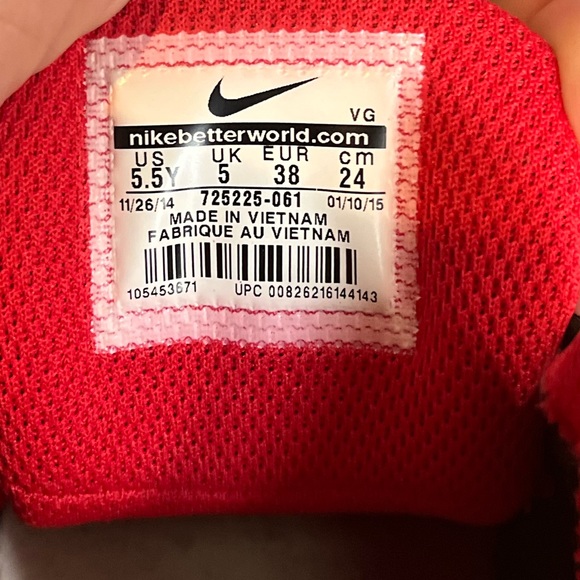 VG
nikebetterworld.com
US UK EUR cm
5.5Y 5 38 24
11/26/14 725225-061 01/10/15
MADE IN VIETNAM
FABRIQUE AU VIETNAM
105453671 UPC 00826216144143